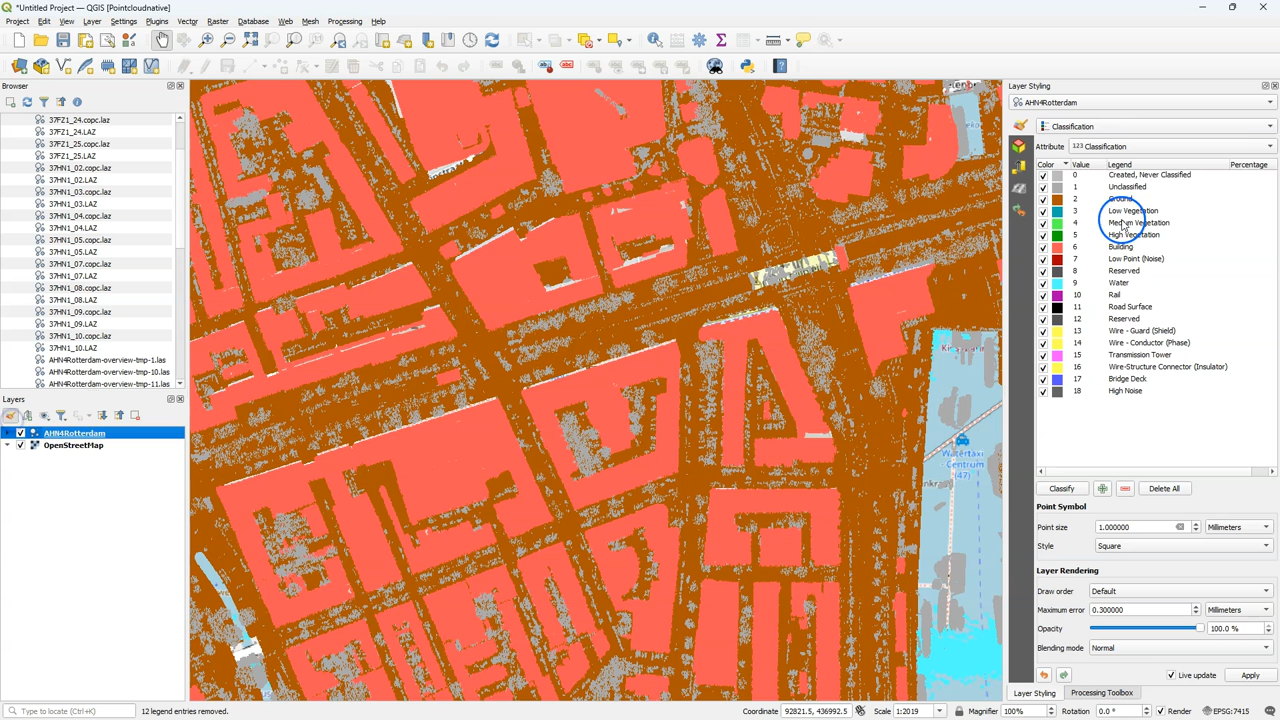 *Untitled Project — QGIS [Pointcloudnative]
Project Edit View Layer Settings Plugins Vector Raster Database Web Mesh Processing Help
Browser
37FZ1_24.copc.laz
37FZ1_24.LAZ
37FZ1_25.copc.laz
37FZ1_25.LAZ
37HN1_02.copc.laz
37HN1_02.LAZ
37HN1_03.copc.laz
37HN1_03.LAZ
37HN1_04.copc.laz
37HN1_04.LAZ
37HN1_05.copc.laz
37HN1_05.LAZ
37HN1_07.copc.laz
37HN1_07.LAZ
37HN1_08.copc.laz
37HN1_08.LAZ
37HN1_09.copc.laz
37HN1_09.LAZ
37HN1_10.copc.laz
37HN1_10.LAZ
AHN4Rotterdam-overview-tmp-1.las
AHN4Rotterdam-overview-tmp-10.las
AHN4Rotterdam-overview-tmp-11.las
Layers
AHN4Rotterdam
OpenStreetMap
Watertaxi
Centrum
(47)
Layer Styling
AHN4Rotterdam
Classification
Attribute 123 Classification
Color Value Legend Percentage
0 Created, Never Classified
1 Unclassified
2 Ground
3 Low Vegetation
4 Medium Vegetation
5 High Vegetation
6 Building
7 Low Point (Noise)
8 Reserved
9 Water
10 Rail
11 Road Surface
12 Reserved
13 Wire - Guard (Shield)
14 Wire - Conductor (Phase)
15 Transmission Tower
16 Wire-Structure Connector (Insulator)
17 Bridge Deck
18 High Noise
Classify Delete All
Point Symbol
Point size 1.000000 Millimeters
Style Square
Layer Rendering
Draw order Default
Maximum error 0.300000 Millimeters
Opacity 100.0 %
Blending mode Normal
Live update Apply
Layer Styling Processing Toolbox
Type to locate (Ctrl+K) 12 legend entries removed. Coordinate 92821.5, 436992.5 Scale 1:2019 Magnifier 100% Rotation 0.0 ° Render EPSG:7415